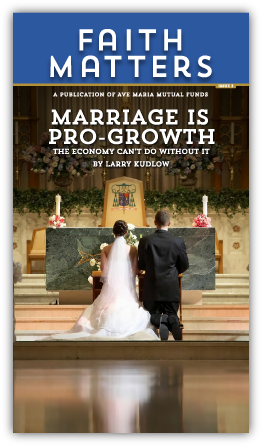 FAITH
MATTERS
A PUBLICATION OF AVE MARIA MUTUAL FUNDS
MARRIAGE IS
PRO-GROWTH
THE ECONOMY CAN'T DO WITHOUT IT
BY LARRY KUDLOW